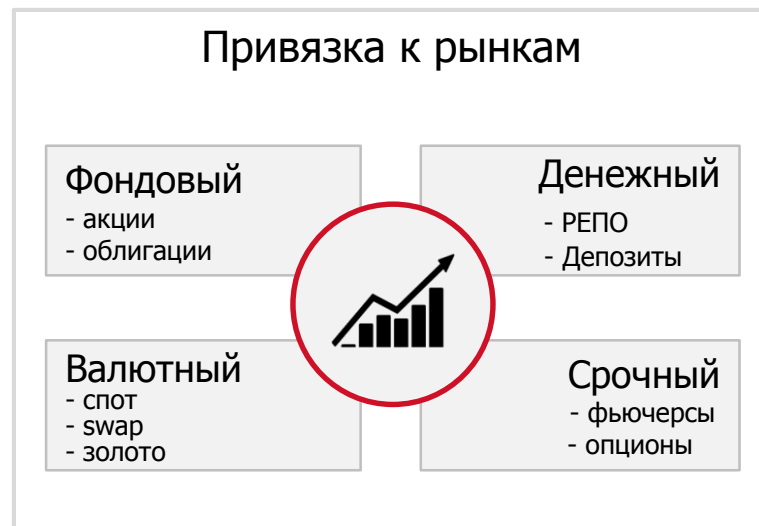 Привязка к рынкам
Фондовый
- акции
- облигации
Денежный
- РЕПО
- Депозиты
Валютный
- спот
- swap
- золото
Срочный
- фьючерсы
- опционы